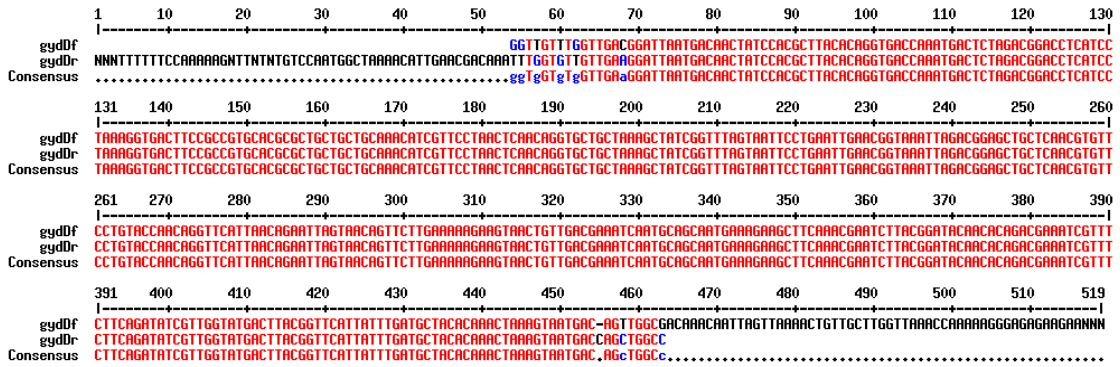 1 10 20 30 40 50 60 70 80 90 100 110 120 130
|--------+---------+---------+---------+---------+---------+---------+---------+---------+---------+---------+---------+---------|
gydDf GGTTGTTTGGTTGACGGATTAATGACAACTATCCACGCTTACACAGGTGACCAAATGACTCTAGACGGACCTCATCC
gydDr NNNTTTTTTCCAAAAAGNTTNTNTGTCCAATGGCTAAAACATTGAACGACAAATTTGGTGTTGTTGAAGGATTAATGACAACTATCCACGCTTACACAGGTGACCAAATGACTCTAGACGGACCTCATCC
Consensus .....................................................ggTgGTgTgGTTGAaGGATTAATGACAACTATCCACGCTTACACAGGTGACCAAATGACTCTAGACGGACCTCATCC
131 140 150 160 170 180 190 200 210 220 230 240 250 260
|--------+---------+---------+---------+---------+---------+---------+---------+---------+---------+---------+---------+---------|
gydDf TAAAGGTGACTTCCGCCGTGCACGCGCTGCTGCTGCAAACATCGTTCCTAACTCAACAGGTGCTGCTAAAGCTATCGGTTTAGTAATTCCTGAATTGAACGGTAAATTAGACGGAGCTGCTCAACGTGTT
gydDr TAAAGGTGACTTCCGCCGTGCACGCGCTGCTGCTGCAAACATCGTTCCTAACTCAACAGGTGCTGCTAAAGCTATCGGTTTAGTAATTCCTGAATTGAACGGTAAATTAGACGGAGCTGCTCAACGTGTT
Consensus TAAAGGTGACTTCCGCCGTGCACGCGCTGCTGCTGCAAACATCGTTCCTAACTCAACAGGTGCTGCTAAAGCTATCGGTTTAGTAATTCCTGAATTGAACGGTAAATTAGACGGAGCTGCTCAACGTGTT
261 270 280 290 300 310 320 330 340 350 360 370 380 390
|--------+---------+---------+---------+---------+---------+---------+---------+---------+---------+---------+---------+---------|
gydDf CCTGTACCAACAGGTTCATTAACAGAATTAGTAACAGTTCTTGAAAAAGAAGTAACTGTTGACGAAATCAATGCAGCAATGAAAGAAGCTTCAAACGAATCTTACGGATACAACACAGACGAAATCGTTT
gydDr CCTGTACCAACAGGTTCATTAACAGAATTAGTAACAGTTCTTGAAAAAGAAGTAACTGTTGACGAAATCAATGCAGCAATGAAAGAAGCTTCAAACGAATCTTACGGATACAACACAGACGAAATCGTTT
Consensus CCTGTACCAACAGGTTCATTAACAGAATTAGTAACAGTTCTTGAAAAAGAAGTAACTGTTGACGAAATCAATGCAGCAATGAAAGAAGCTTCAAACGAATCTTACGGATACAACACAGACGAAATCGTTT
391 400 410 420 430 440 450 460 470 480 490 500 510 519
|--------+---------+---------+---------+---------+---------+---------+---------+---------+---------+---------+---------+--------|
gydDf CTTCAGATATCGTTGGTATGACTTACGGTTCATTATTTGATGCTACACAAACTAAAGTAATGAC-AGTTGGCGACAAACAATTAGTTAAAACTGTTGCTTGGTTAAACCAAAAAGGGAGAGAAGAANNN
gydDr CTTCAGATATCGTTGGTATGACTTACGGTTCATTATTTGATGCTACACAAACTAAAGTAATGACCAGCTGGCC
Consensus CTTCAGATATCGTTGGTATGACTTACGGTTCATTATTTGATGCTACACAAACTAAAGTAATGAC.AGcTGGCc........................................................